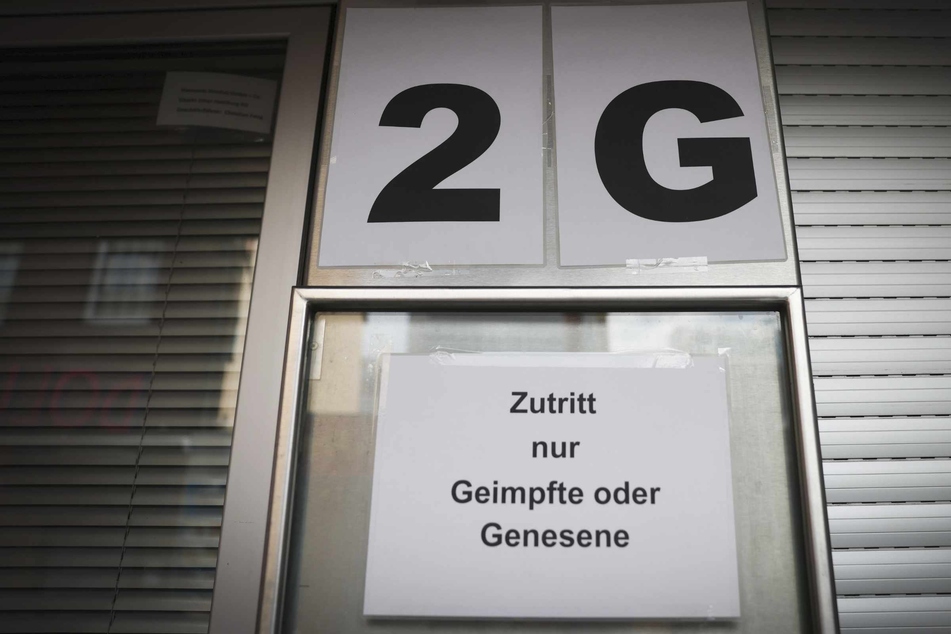 2 G
Zutritt
nur
Geimpfte oder
Genesene